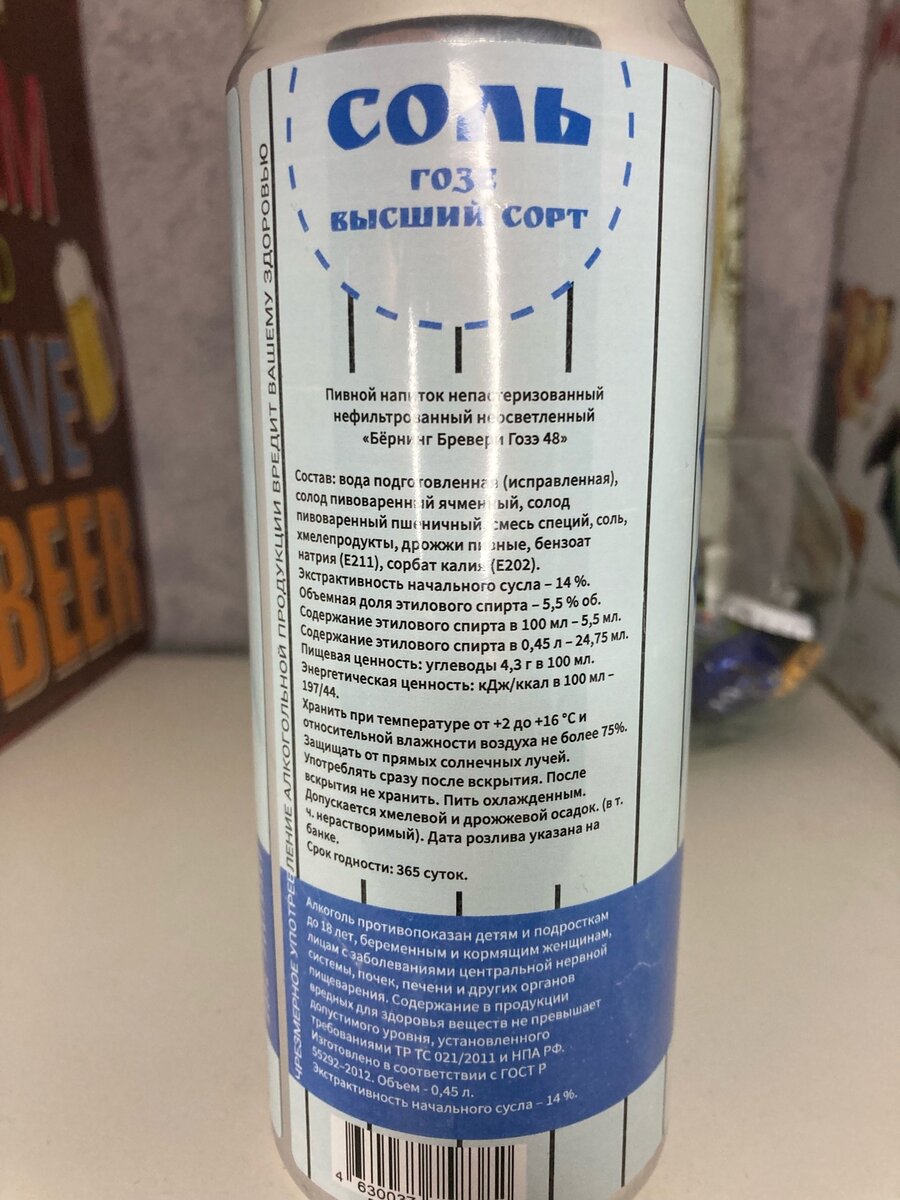 СОЛЬ
ГОЗЭ
ВЫСШИЙ СОРТ
Пивной напиток непастеризованный
нефильтрованный неосветленный
«Бёрнинг Бревери Гозэ 48»
Состав: вода подготовленная (исправленная),
солод пивоваренный ячменный, солод
пивоваренный пшеничный, смесь специй, соль,
хмелепродукты, дрожжи пивные, бензоат
натрия (Е211), сорбат калия (Е202).
Экстрактивность начального сусла – 14 %.
Объемная доля этилового спирта – 5,5 % об.
Содержание этилового спирта в 100 мл – 5,5 мл.
Содержание этилового спирта в 0,45 л – 24,75 мл.
Пищевая ценность: углеводы 4,3 г в 100 мл.
Энергетическая ценность: кДж/ккал в 100 мл –
197/44.
Хранить при температуре от +2 до +16 °С и
относительной влажности воздуха не более 75%.
Защищать от прямых солнечных лучей.
Употреблять сразу после вскрытия. После
вскрытия не хранить. Пить охлажденным.
Допускается хмелевой и дрожжевой осадок. (в т.
ч. нерастворимый). Дата розлива указана на
банке.
Срок годности: 365 суток.
Алкоголь противопоказан детям и подросткам
до 18 лет, беременным и кормящим женщинам,
лицам с заболеваниями центральной нервной
системы, почек, печени и других органов
пищеварения. Содержание в продукции
вредных для здоровья веществ не превышает
допустимого уровня, установленного
требованиями ТР ТС 021/2011 и НПА РФ.
Изготовлено в соответствии с ГОСТ Р
55292–2012. Объем - 0,45 л.
Экстрактивность начального сусла – 14 %.
ЧРЕЗМЕРНОЕ УПОТРЕБЛЕНИЕ АЛКОГОЛЬНОЙ ПРОДУКЦИИ ВРЕДИТ ВАШЕМУ ЗДОРОВЬЮ
AVE
BEER